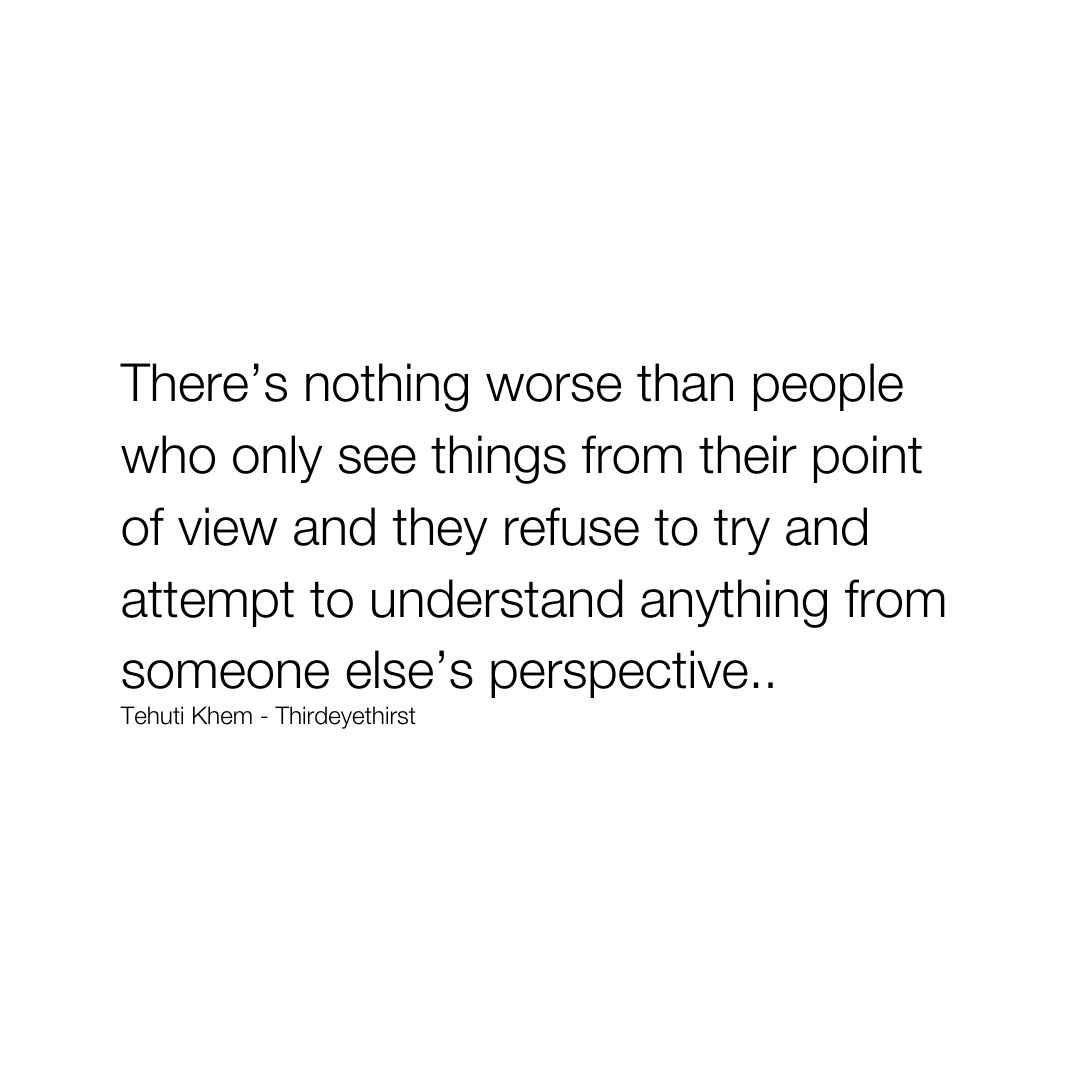 There’s nothing worse than people
who only see things from their point
of view and they refuse to try and
attempt to understand anything from
someone else’s perspective..
Tehuti Khem - Thirdeyethirst